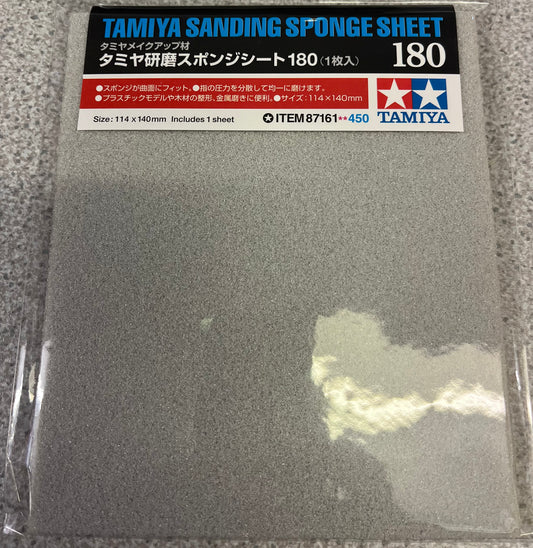 TAMIYA SANDING SPONGE SHEET
タミヤメイクアップ材
タミヤ研磨スポンジシート180(1枚入)
180
●スポンジが曲面にフィット。●指の圧力を分散して均一に磨けます。
●プラスチックモデルや木材の整形、金属磨きに便利。●サイズ:114×140mm
Size: 114 x 140mm Includes 1 sheet
✪ITEM 87161**450
TAMIYA